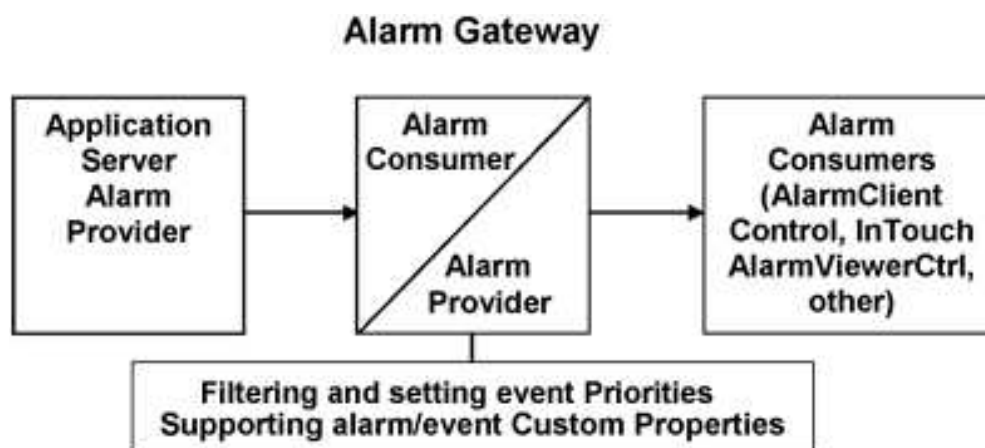 Alarm Gateway
Application
Server
Alarm
Provider
Alarm
Consumer
Alarm
Provider
Alarm
Consumers
(AlarmClient
Control, InTouch
AlarmViewerCtrl,
other)
Filtering and setting event Priorities
Supporting alarm/event Custom Properties